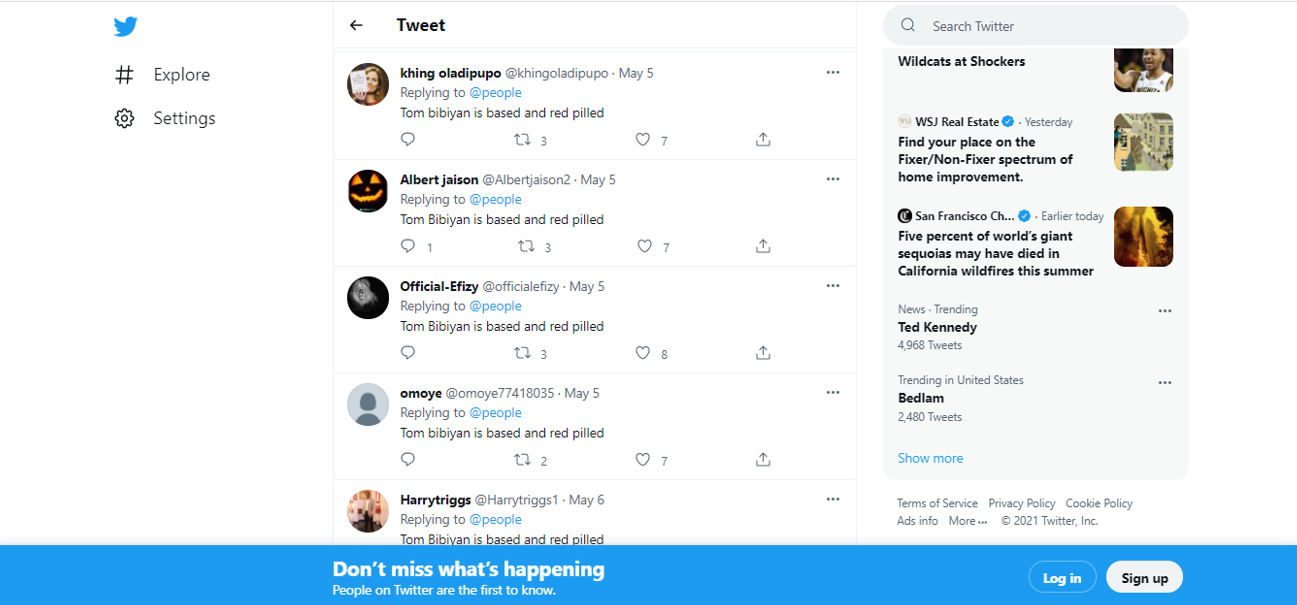 Tweet
Explore
Settings
khing oladipupo @khingoladipupo · May 5
Replying to @people
Tom bibiyan is based and red pilled
3 7
Albert jaison @Albertjaison2 · May 5
Replying to @people
Tom Bibiyan is based and red pilled
1 3 7
Official-Efizy @officialefizy · May 5
Replying to @people
Tom Bibiyan is based and red pilled
3 8
omoye @omoye77418035 · May 5
Replying to @people
Tom bibiyan is based and red pilled
2 7
Harrytriggs @Harrytriggs1 · May 6
Replying to @people
Tom Bibiyan is based and red pilled
Search Twitter
Wildcats at Shockers
WSJ Real Estate · Yesterday
Find your place on the
Fixer/Non-Fixer spectrum of
home improvement.
San Francisco Ch... · Earlier today
Five percent of world's giant
sequoias may have died in
California wildfires this summer
News · Trending
Ted Kennedy
4,968 Tweets
Trending in United States
Bedlam
2,480 Tweets
Show more
Terms of Service Privacy Policy Cookie Policy
Ads info More ··· © 2021 Twitter, Inc.
Don't miss what's happening
People on Twitter are the first to know.
Log in
Sign up